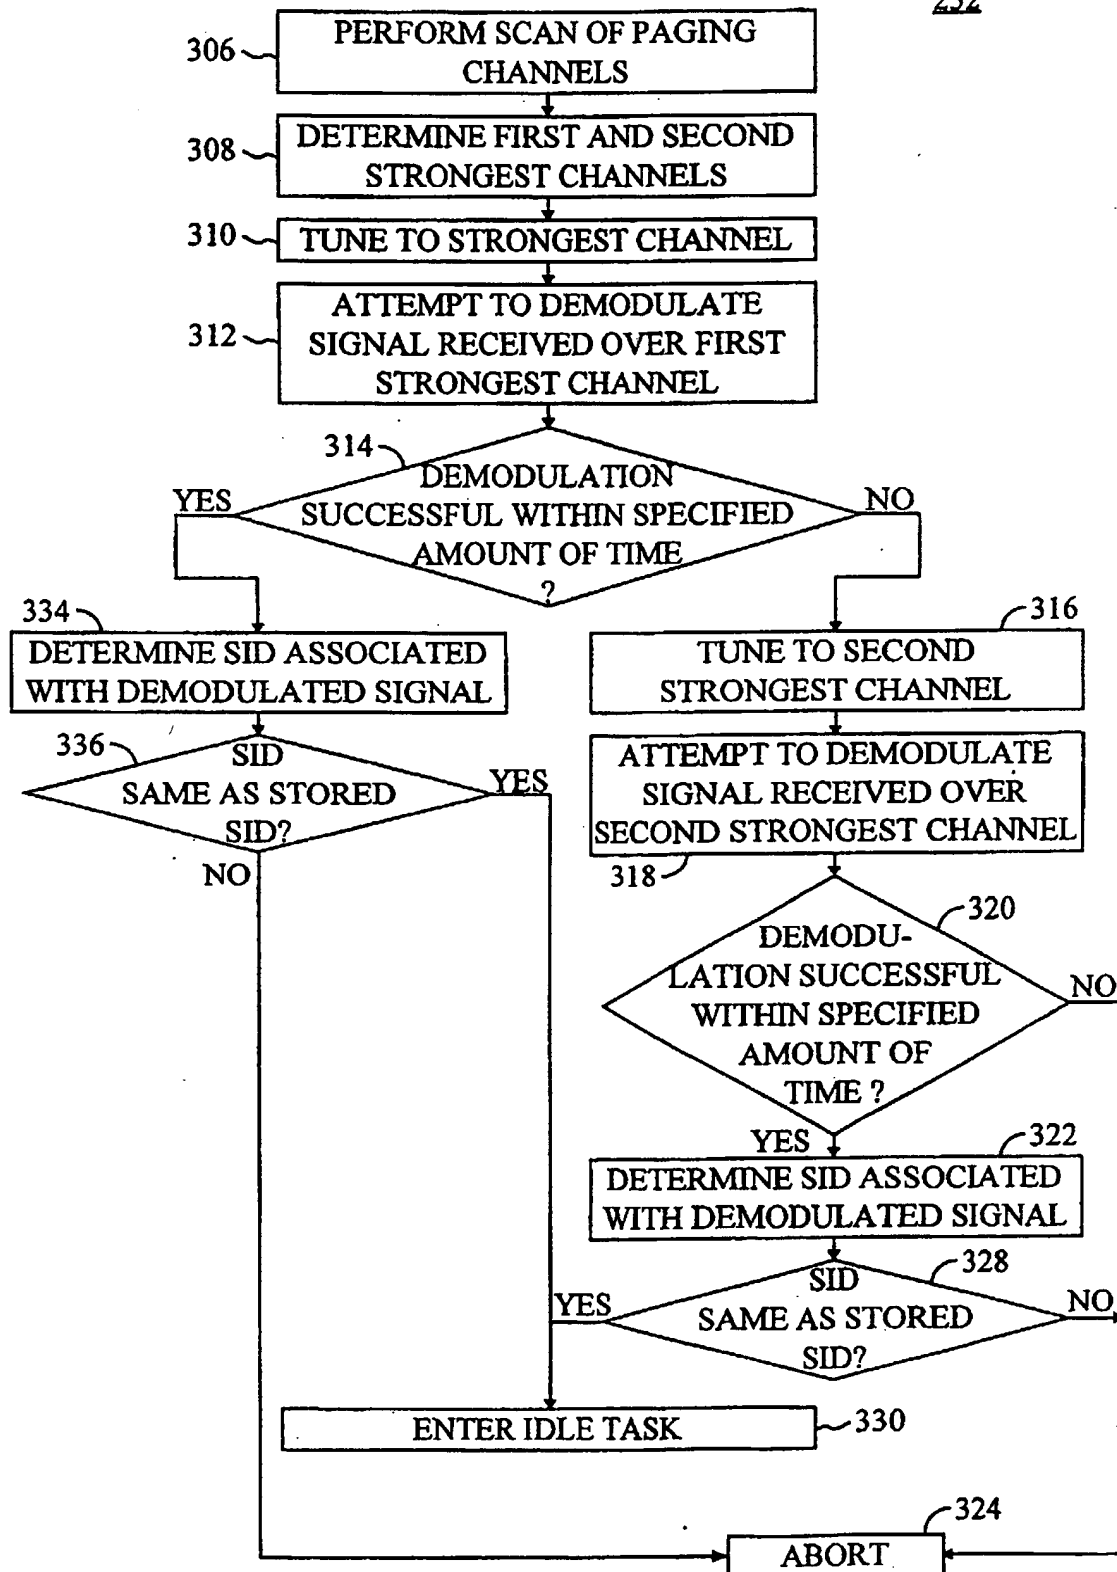 232
306
PERFORM SCAN OF PAGING
CHANNELS
308
DETERMINE FIRST AND SECOND
STRONGEST CHANNELS
310
TUNE TO STRONGEST CHANNEL
312
ATTEMPT TO DEMODULATE
SIGNAL RECEIVED OVER FIRST
STRONGEST CHANNEL
314
DEMODULATION
SUCCESSFUL WITHIN SPECIFIED
AMOUNT OF TIME
?
YES
NO
334
DETERMINE SID ASSOCIATED
WITH DEMODULATED SIGNAL
316
TUNE TO SECOND
STRONGEST CHANNEL
336
SID
SAME AS STORED
SID?
YES
NO
ATTEMPT TO DEMODULATE
SIGNAL RECEIVED OVER
SECOND STRONGEST CHANNEL
318
320
DEMODU-
LATION SUCCESSFUL
WITHIN SPECIFIED
AMOUNT OF
TIME ?
NO
YES
322
DETERMINE SID ASSOCIATED
WITH DEMODULATED SIGNAL
328
SID
SAME AS STORED
SID?
YES
NO
ENTER IDLE TASK
330
324
ABORT